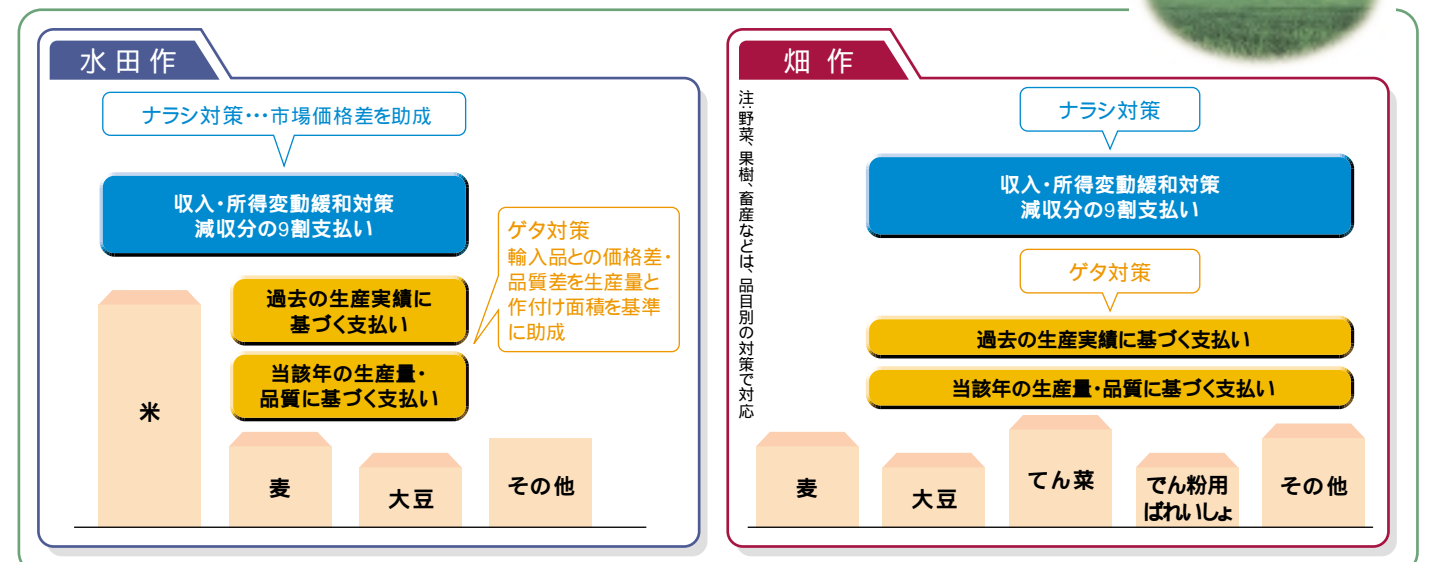 水田作
ナラシ対策･･･市場価格差を助成
収入・所得変動緩和対策
減収分の9割支払い
ゲタ対策
輸入品との価格差・
品質差を生産量と
作付け面積を基準
に助成
過去の生産実績に
基づく支払い
当該年の生産量・
品質に基づく支払い
米
麦
大豆
その他
畑作
注:野菜、果樹、畜産などは、品目別の対策で対応
ナラシ対策
収入・所得変動緩和対策
減収分の9割支払い
ゲタ対策
過去の生産実績に基づく支払い
当該年の生産量・品質に基づく支払い
麦
大豆
てん菜
でん粉用
ばれいしょ
その他